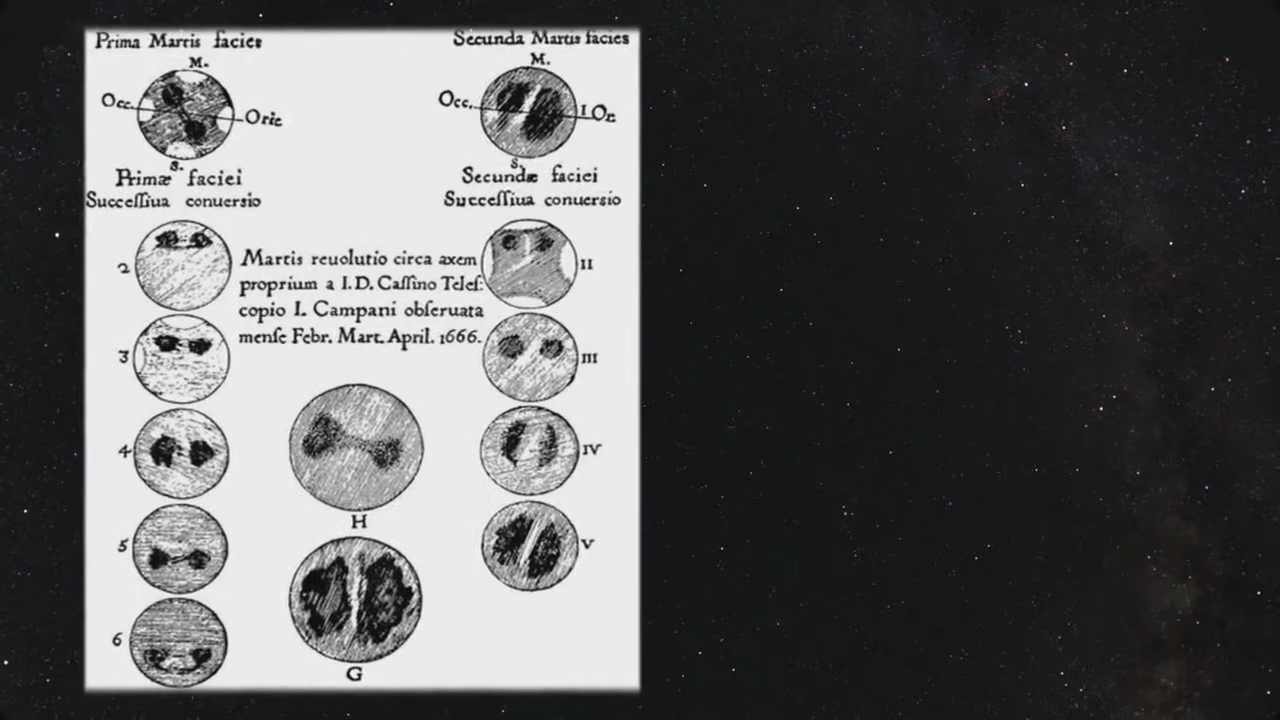 Prima Martis facies
M.
Occ.
Orie
S.
Primæ faciei
Succeſſiua conuersio
2
3
4
5
6
Martis reuolutio circa axem
proprium a I. D. Caſſino Teleſ:
copio I. Campani obſeruata
menſe Febr. Mart. April. 1666.
H
G
Secunda Martis facies
M.
Occ.
I Or
S.
Secundæ faciei
Succeſſiua conuersio
II
III
IV
V